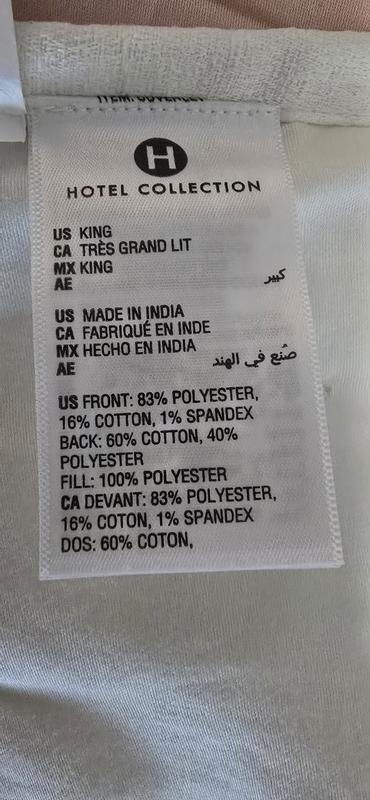 H
HOTEL COLLECTION
US KING
CA TRÈS GRAND LIT
MX KING
AE كبير
US MADE IN INDIA
CA FABRIQUÉ EN INDE
MX HECHO EN INDIA
AE صُنع في الهند
US FRONT: 83% POLYESTER,
16% COTTON, 1% SPANDEX
BACK: 60% COTTON, 40%
POLYESTER
FILL: 100% POLYESTER
CA DEVANT: 83% POLYESTER,
16% COTON, 1% SPANDEX
DOS: 60% COTON,